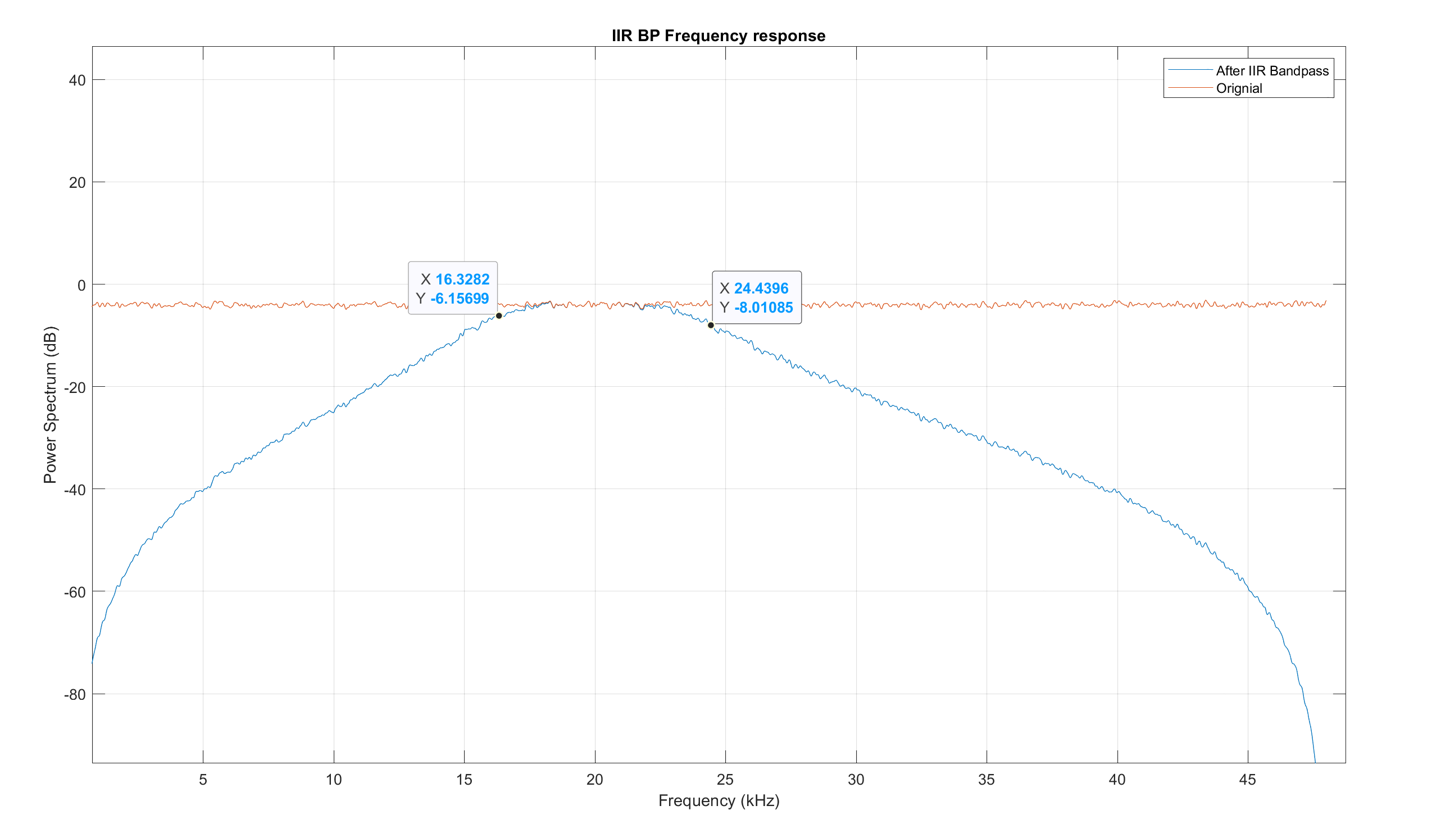 IIR BP Frequency response
After IIR Bandpass
Orignial
40
20
0
-20
-40
-60
-80
Power Spectrum (dB)
X 16.3282
Y -6.15699
X 24.4396
Y -8.01085
5
10
15
20
25
30
35
40
45
Frequency (kHz)